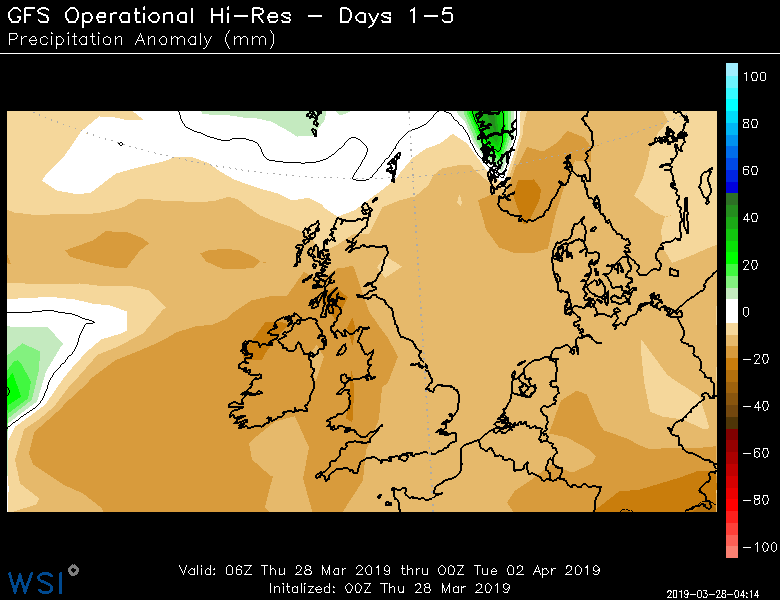 GFS Operational Hi-Res - Days 1-5
Precipitation Anomaly (mm)
100
80
60
40
20
0
-20
-40
-60
-80
-100
Valid: 06Z Thu 28 Mar 2019 thru 00Z Tue 02 Apr 2019
Initalized: 00Z Thu 28 Mar 2019
WSI
2019-03-28-04:14